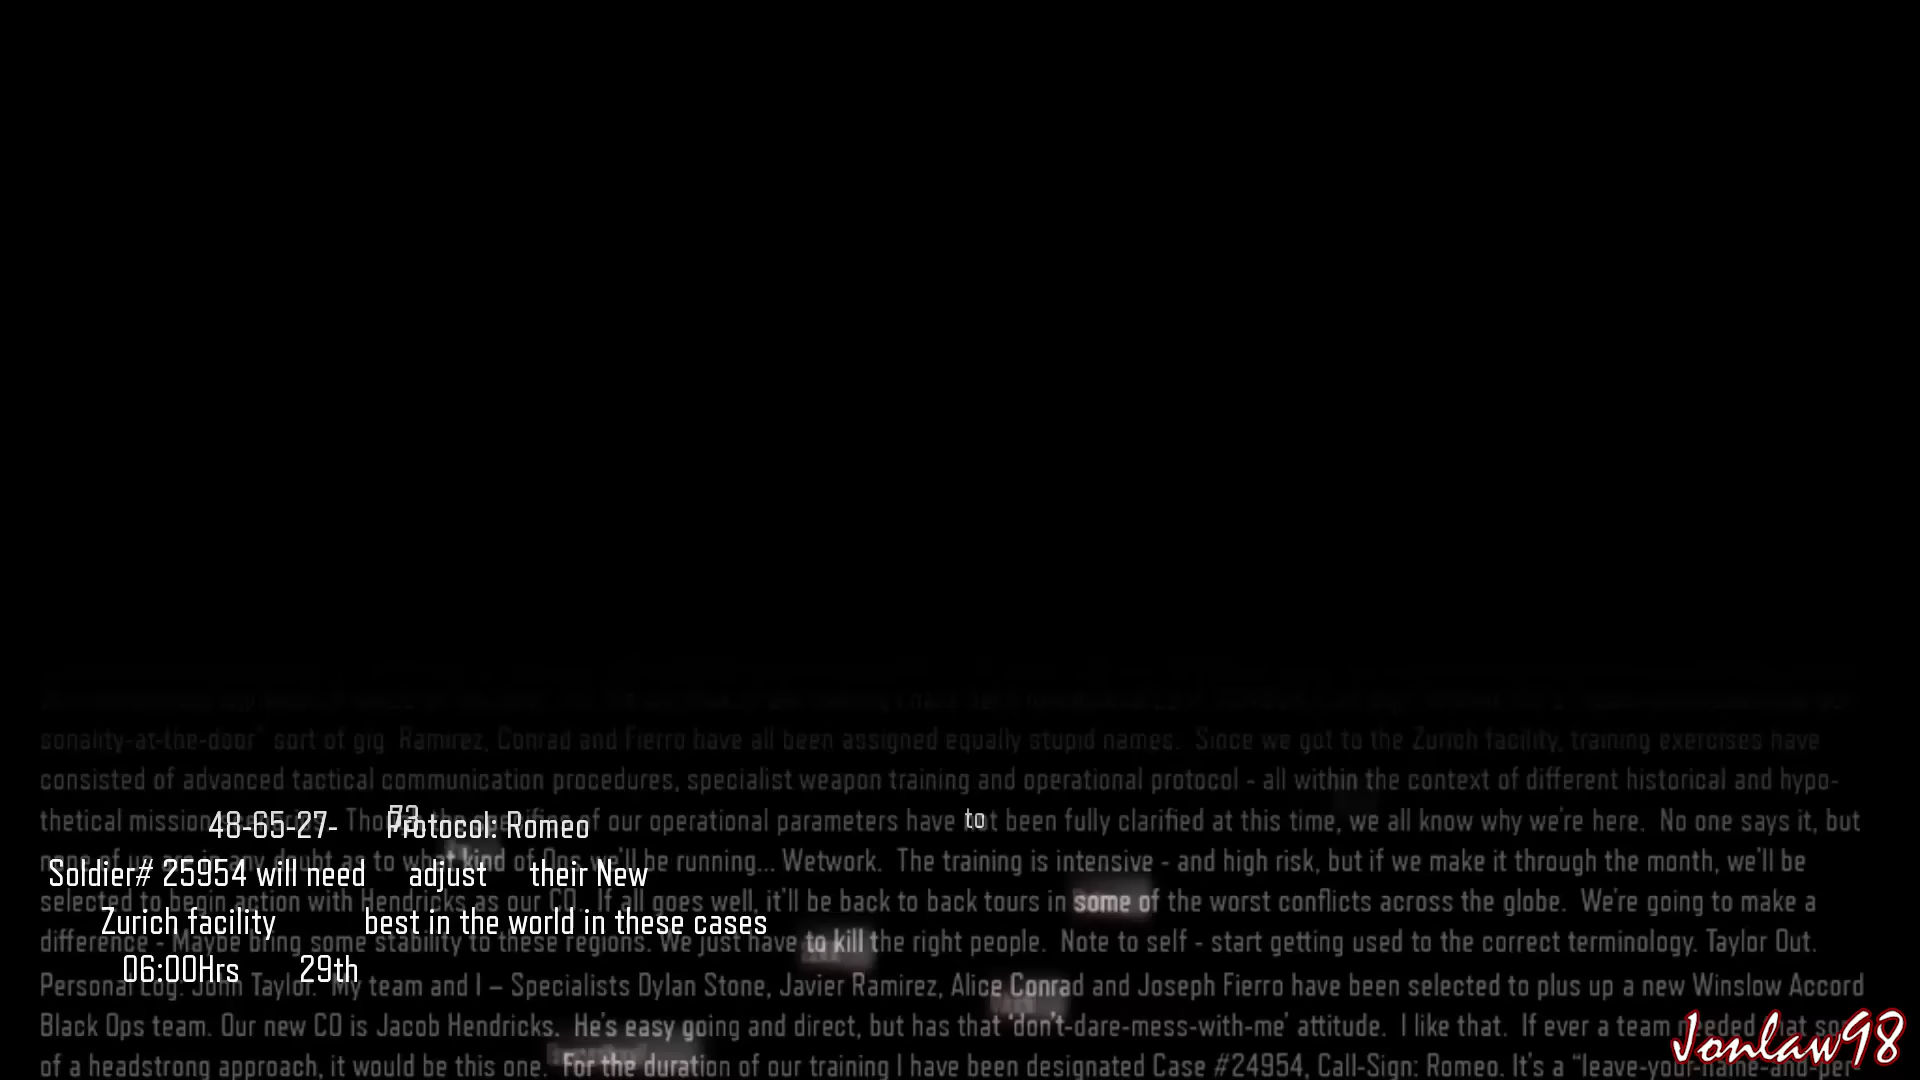 sonality-at-the-door" sort of gig Ramirez, Conrad and Fierro have all been assigned equally stupid names. Since we got to the Zurich facility, training exercises have
consisted of advanced tactical communication procedures, specialist weapon training and operational protocol - all within the context of different historical and hypo-
thetical mission of our operational parameters have been fully clarified at this time, we all know why we're here. No one says it, but
to
48-65-27- 73 Protocol: Romeo
doubt as to what kind of Ops we'll be running... Wetwork. The training is intensive - and high risk, but if we make it through the month, we'll be
Soldier# 25954 will need adjust their New
selected to begin action with Hendricks as our CO. If all goes well, it'll be back to back tours in some of the worst conflicts across the globe. We're going to make a
Zurich facility best in the world in these cases
difference - Maybe bring some stability to these regions. We just have to kill the right people. Note to self - start getting used to the correct terminology. Taylor Out.
06:00Hrs 29th
Personal Log: John Taylor. My team and I – Specialists Dylan Stone, Javier Ramirez, Alice Conrad and Joseph Fierro have been selected to plus up a new Winslow Accord
Black Ops team. Our new CO is Jacob Hendricks. He's easy going and direct, but has that 'don't-dare-mess-with-me' attitude. I like that. If ever a team needed that
of a headstrong approach, it would be this one. For the duration of our training I have been designated Case #24954, Call-Sign: Romeo. It's a "leave-your-name-and-per-
Jonlaw98